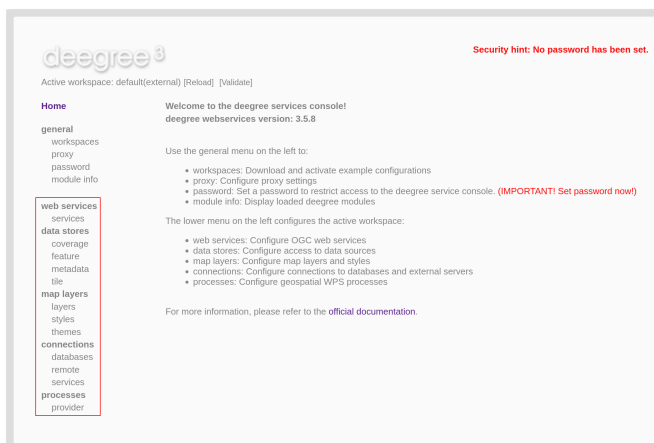 deegree 3
Security hint: No password has been set.
Active workspace: default(external) [Reload] [Validate]
Home
general
workspaces
proxy
password
module info
web services
services
data stores
coverage
feature
metadata
tile
map layers
layers
styles
themes
connections
databases
remote
services
processes
provider
Welcome to the deegree services console!
deegree webservices version: 3.5.8
Use the general menu on the left to:
• workspaces: Download and activate example configurations
• proxy: Configure proxy settings
• password: Set a password to restrict access to the deegree service console. (IMPORTANT! Set password now!)
• module info: Display loaded deegree modules
The lower menu on the left configures the active workspace:
• web services: Configure OGC web services
• data stores: Configure access to data sources
• map layers: Configure map layers and styles
• connections: Configure connections to databases and external servers
• processes: Configure geospatial WPS processes
For more information, please refer to the official documentation.